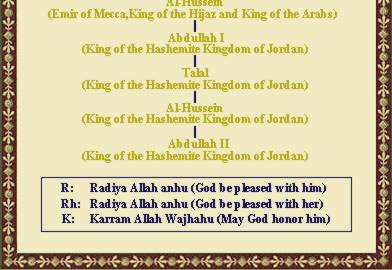 Al-Hussein
(Emir of Mecca,King of the Hijaz and King of the Arabs)
Abdullah I
(King of the Hashemite Kingdom of Jordan)
Talal
(King of the Hashemite Kingdom of Jordan)
Al-Hussein
(King of the Hashemite Kingdom of Jordan)
Abdullah II
(King of the Hashemite Kingdom of Jordan)
R: Radiya Allah anhu (God be pleased with him)
Rh: Radiya Allah anhu (God be pleased with her)
K: Karram Allah Wajhahu (May God honor him)